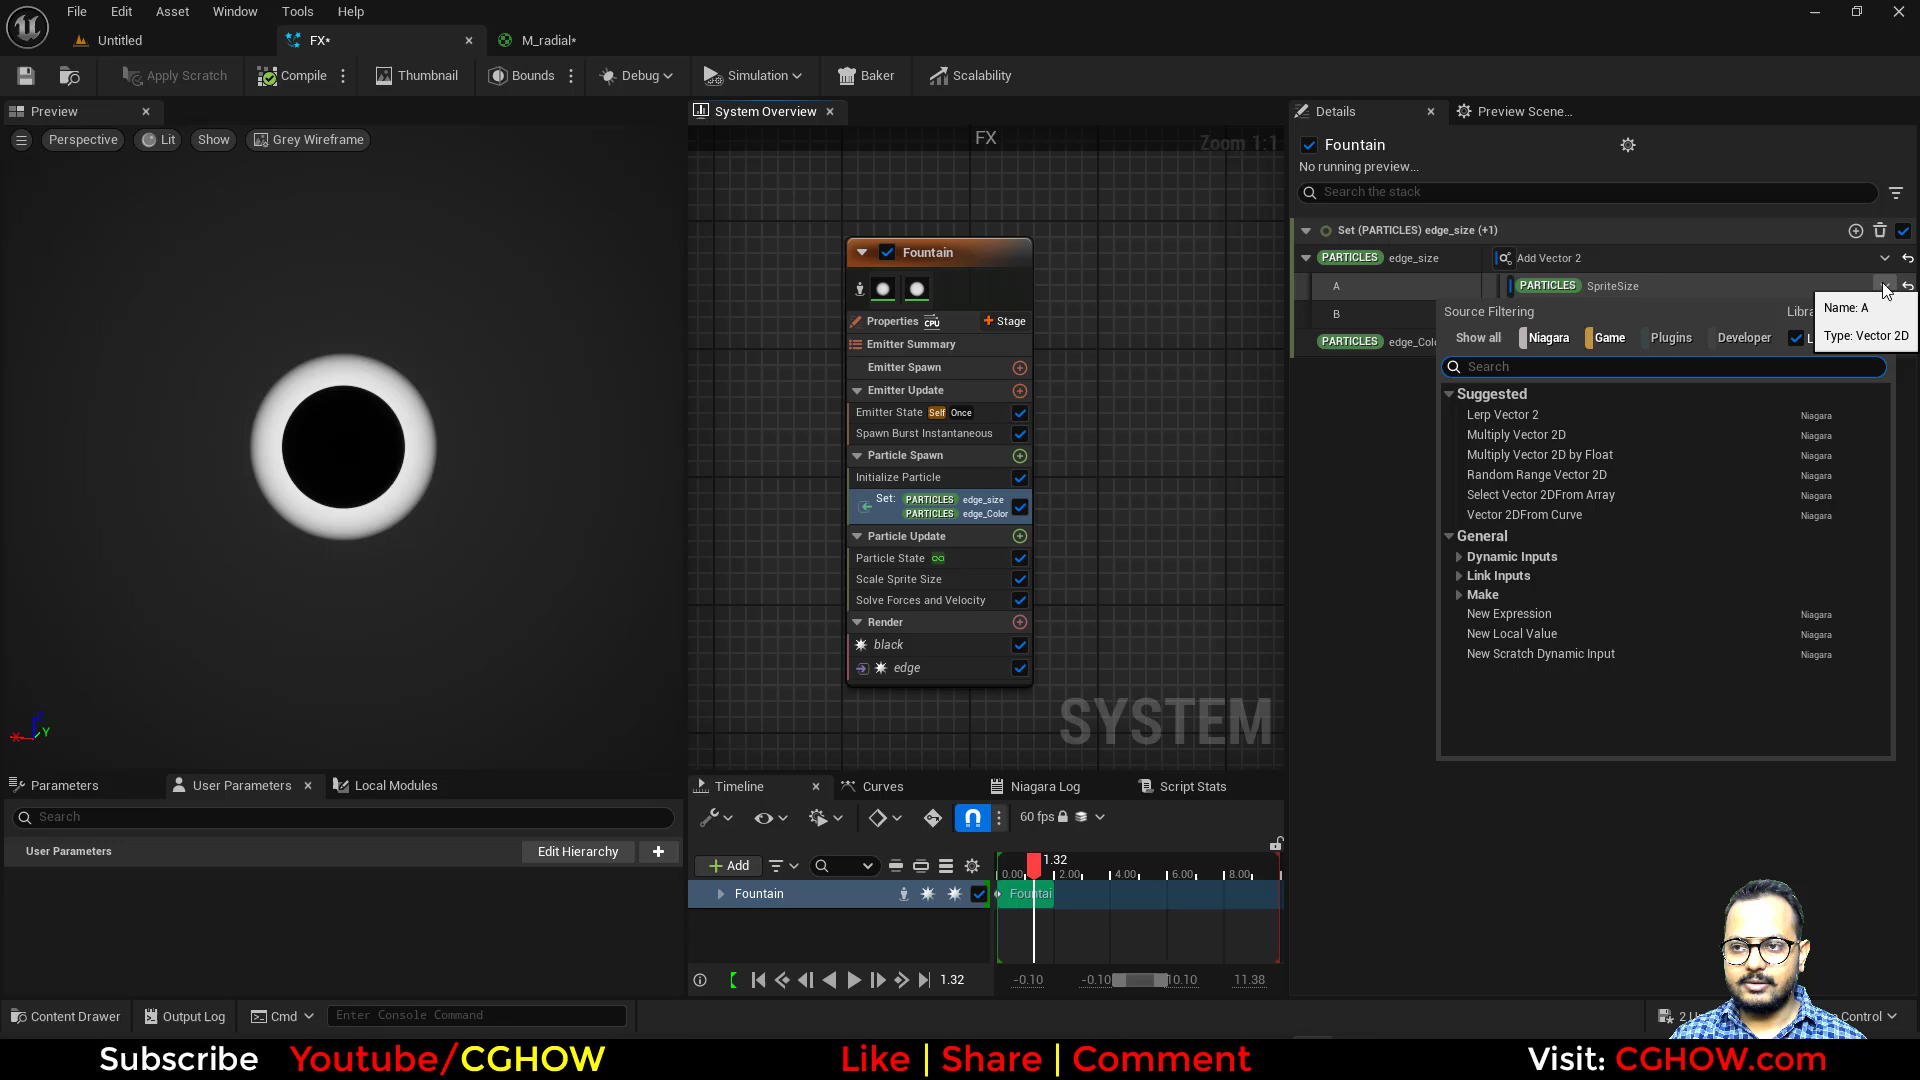 File Edit Asset Window Tools Help
Untitled FX* M_radial*
Apply Scratch Compile Thumbnail Bounds Debug Simulation Baker Scalability
Preview System Overview Details Preview Scene...
Perspective Lit Show Grey Wireframe
FX
Zoom 1:1
Fountain
No running preview...
Search the stack
Set (PARTICLES) edge_size (+1)
PARTICLES edge_size Add Vector 2
A PARTICLES SpriteSize
B
PARTICLES
Name: A
Type: Vector 2D
Source Filtering
Show all Niagara Game Plugins Developer
Search
Suggested
Lerp Vector 2 Niagara
Multiply Vector 2D Niagara
Multiply Vector 2D by Float Niagara
Random Range Vector 2D Niagara
Select Vector 2DFrom Array Niagara
Vector 2DFrom Curve Niagara
General
Dynamic Inputs
Link Inputs
Make
New Expression Niagara
New Local Value Niagara
New Scratch Dynamic Input Niagara
Fountain
Properties CPU Stage
Emitter Summary
Emitter Spawn
Emitter Update
Emitter State Self Once
Spawn Burst Instantaneous
Particle Spawn
Initialize Particle
Set: PARTICLES edge_size
PARTICLES edge_Color
Particle Update
Particle State
Scale Sprite Size
Solve Forces and Velocity
Render
black
edge
SYSTEM
X Y
Parameters User Parameters Local Modules
Search
User Parameters Edit Hierarchy
Timeline Curves Niagara Log Script Stats
60 fps
Add
1.32
0.00 2.00 4.00 6.00 8.00
Fountain Fountai
1.32 -0.10 -0.10 10.10 11.38
Content Drawer Output Log Cmd Enter Console Command
Control
Subscribe Youtube/CGHOW Like | Share | Comment Visit: CGHOW.com